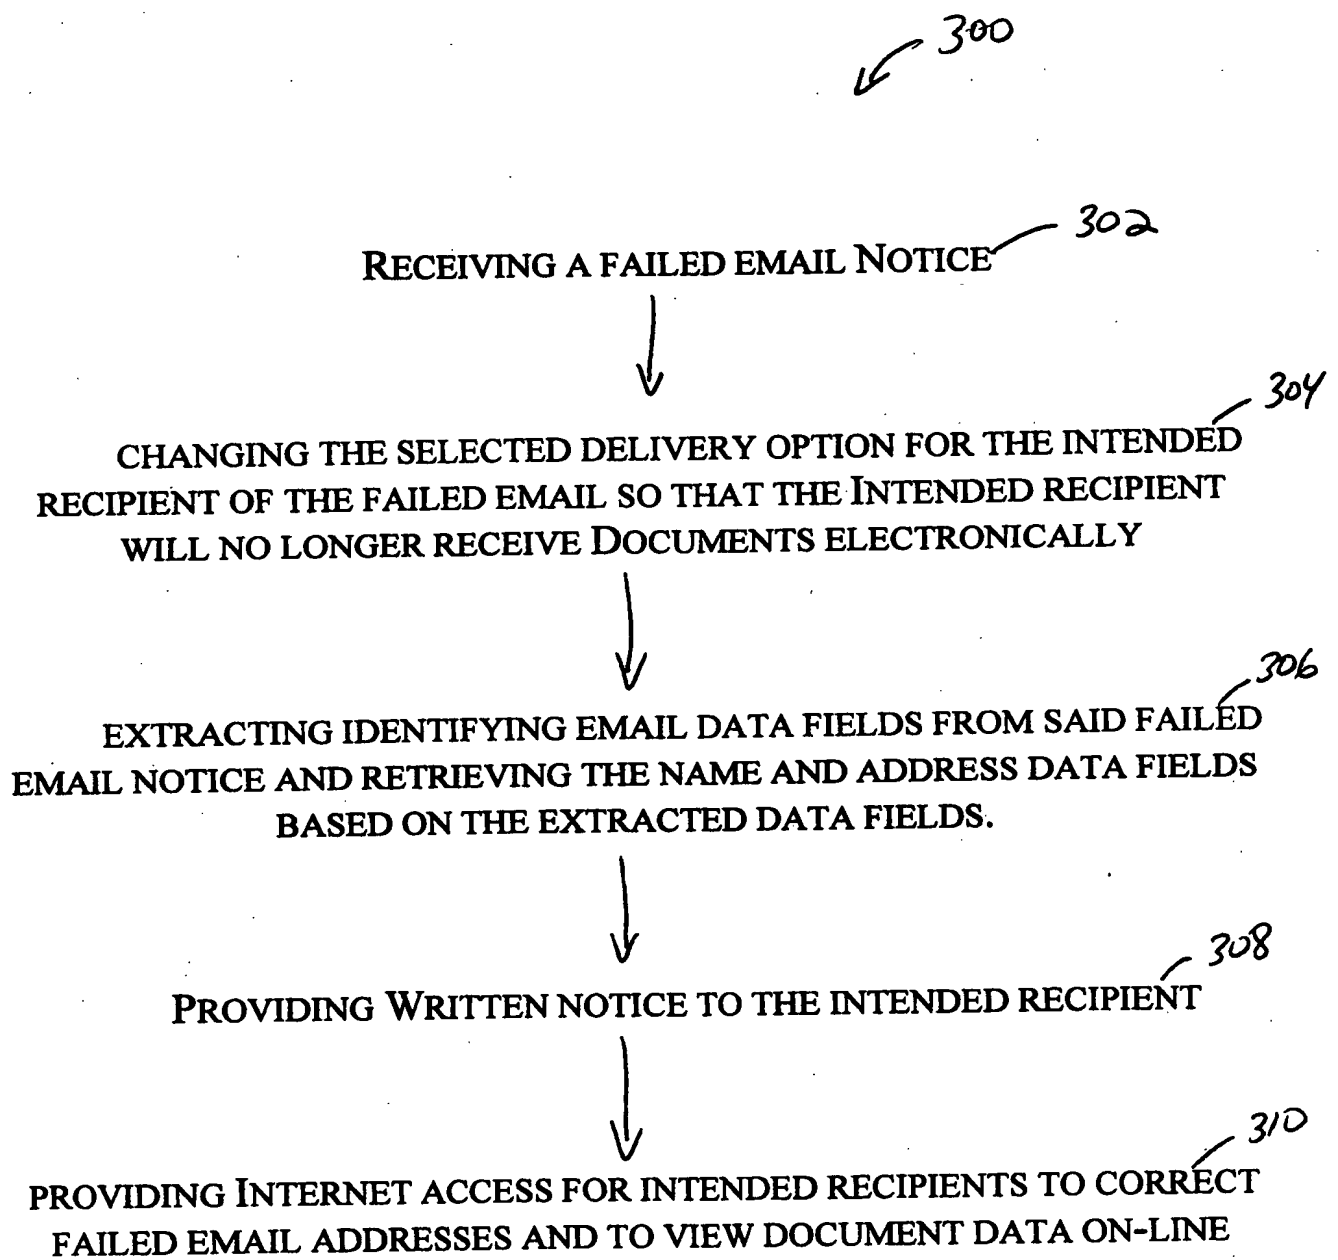 300
302
RECEIVING A FAILED EMAIL NOTICE
304
CHANGING THE SELECTED DELIVERY OPTION FOR THE INTENDED
RECIPIENT OF THE FAILED EMAIL SO THAT THE INTENDED RECIPIENT
WILL NO LONGER RECEIVE DOCUMENTS ELECTRONICALLY
306
EXTRACTING IDENTIFYING EMAIL DATA FIELDS FROM SAID FAILED
EMAIL NOTICE AND RETRIEVING THE NAME AND ADDRESS DATA FIELDS
BASED ON THE EXTRACTED DATA FIELDS.
308
PROVIDING WRITTEN NOTICE TO THE INTENDED RECIPIENT
310
PROVIDING INTERNET ACCESS FOR INTENDED RECIPIENTS TO CORRECT
FAILED EMAIL ADDRESSES AND TO VIEW DOCUMENT DATA ON-LINE